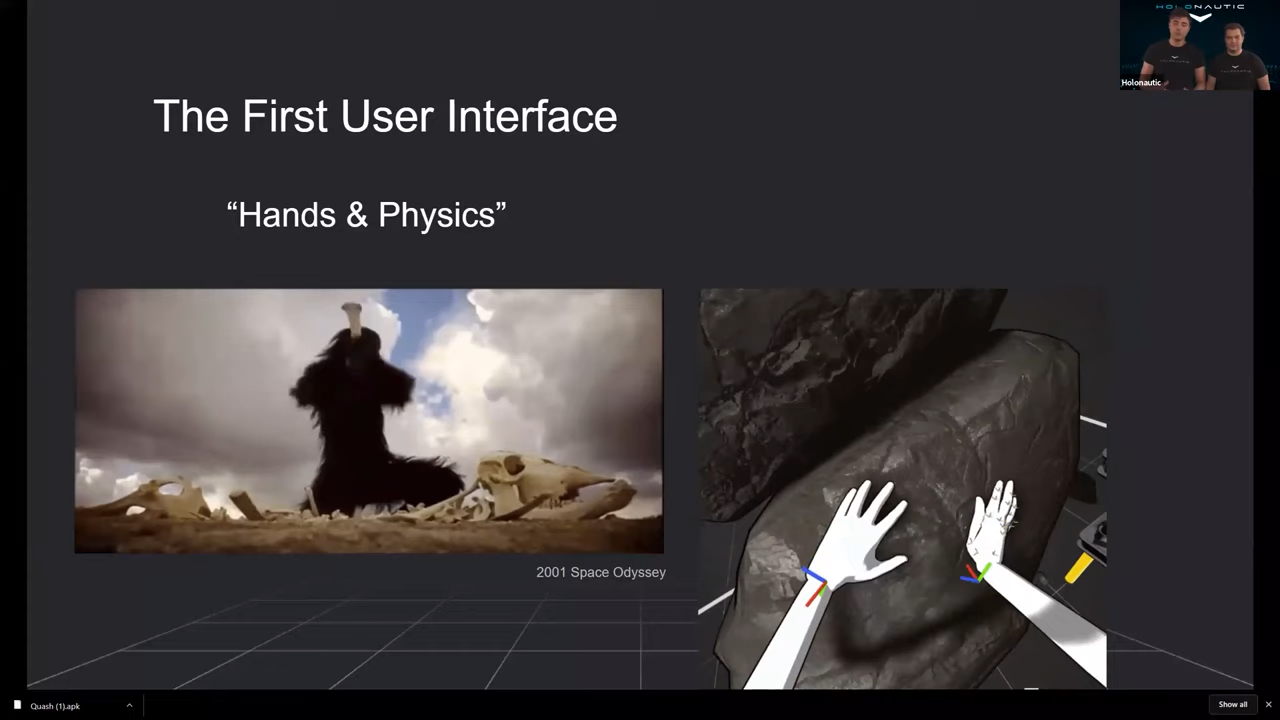 HOLONAUTIC
Holonautic
The First User Interface
“Hands & Physics”
2001 Space Odyssey
Quash (1).apk
Show all